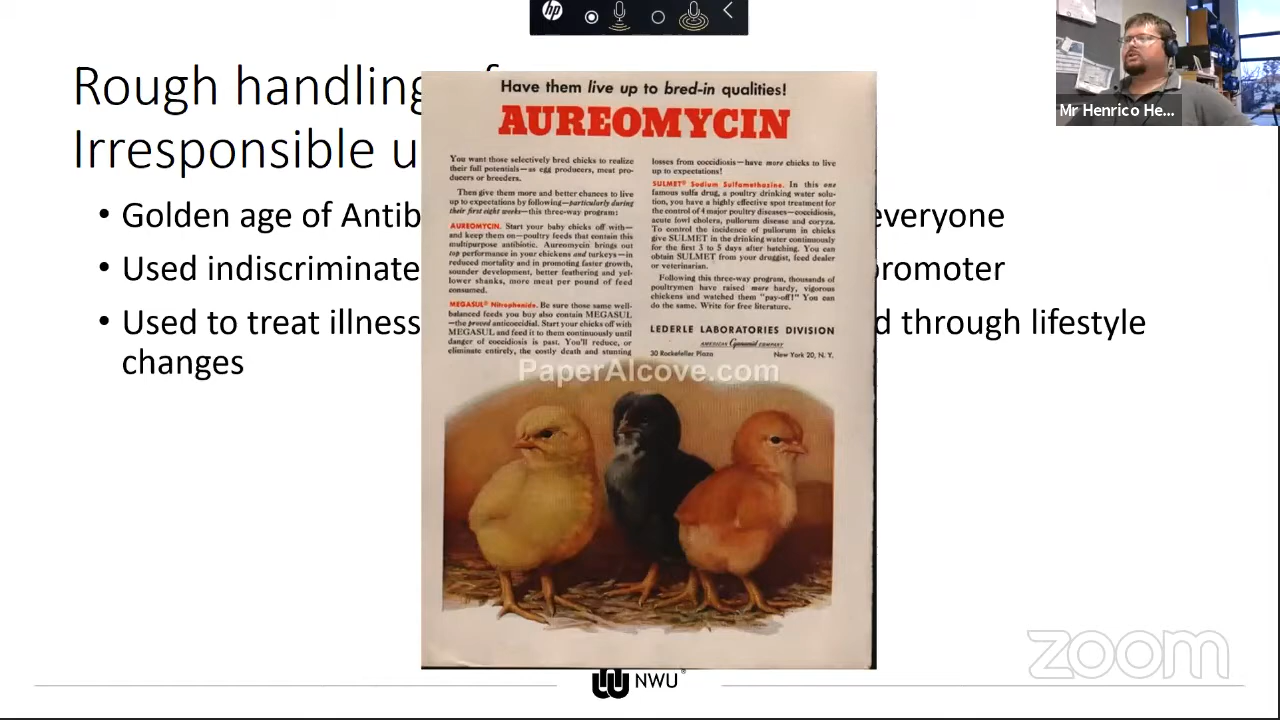 hp
Mr Henrico He...
Rough handling
Irresponsible u
• Golden age of Antib
everyone
• Used indiscriminate
promoter
• Used to treat illness
d through lifestyle
changes
Have them live up to bred-in qualities!
AUREOMYCIN
You want those selectively bred chicks to realize
their full potentials—as egg producers, meat pro-
ducers or breeders.
Then give them more and better chances to live
up to expectations by following—particularly during
their first eight weeks—this three-way program:
AUREOMYCIN. Start your baby chicks off with—
and keep them on—poultry feeds that contain this
multipurpose antibiotic. Aureomycin brings out
top performance in your chickens and turkeys—in
reduced mortality and in promoting faster growth,
sounder development, better feathering and yel-
lower shanks, more meat per pound of feed
consumed.
MEGASUL® Nitrophenide. Be sure those same well-
balanced feeds you buy also contain MEGASUL
—the proved anticoccidial. Start your chicks off with
MEGASUL and feed it to them continuously until
danger of coccidiosis is past. You'll reduce, or
eliminate entirely, the costly death and stunting
losses from coccidiosis—have more chicks to live
up to expectations!
SULMET® Sodium Sulfamethazine. In this one
famous sulfa drug, a poultry drinking water solu-
tion, you have a highly effective spot treatment for
the control of 4 major poultry diseases—coccidiosis,
acute fowl cholera, pullorum disease and coryza.
To control the incidence of pullorum in chicks
give SULMET in the drinking water continuously
for the first 3 to 5 days after hatching. You can
obtain SULMET from your druggist, feed dealer
or veterinarian.
Following this three-way program, thousands of
poultrymen have raised more hardy, vigorous
chickens and watched them "pay-off!" You can
do the same. Write for free literature.
LEDERLE LABORATORIES DIVISION
AMERICAN Cyanamid COMPANY
30 Rockefeller Plaza New York 20, N. Y.
PaperAlcove.com
zoom
NWU®